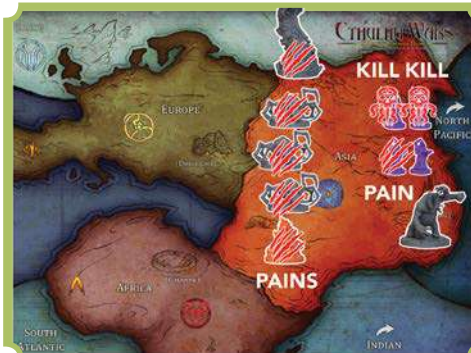 CTHULHU WARS
KILL KILL
EUROPE
NORTH
PACIFIC
ASIA
PAIN
PAINS
AFRICA
SOUTH
ATLANTIC
INDIAN